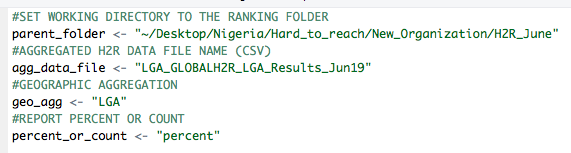 #SET WORKING DIRECTORY TO THE RANKING FOLDER
parent_folder <- "~/Desktop/Nigeria/Hard_to_reach/New_Organization/H2R_June"
#AGGREGATED H2R DATA FILE NAME (CSV)
agg_data_file <- "LGA_GLOBALH2R_LGA_Results_Jun19"
#GEOGRAPHIC AGGREGATION
geo_agg <- "LGA"
#REPORT PERCENT OR COUNT
percent_or_count <- "percent"